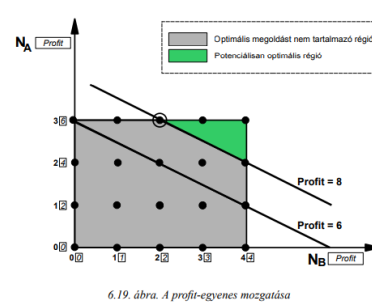 N_A Profit
Optimális megoldást nem tartalmazó régió
Potenciálisan optimális régió
3 6
2 4
Profit = 8
1 2
Profit = 6
0 0
0 0 1 1 2 2 3 3 4 4 N_B Profit
6.19. ábra. A profit-egyenes mozgatása